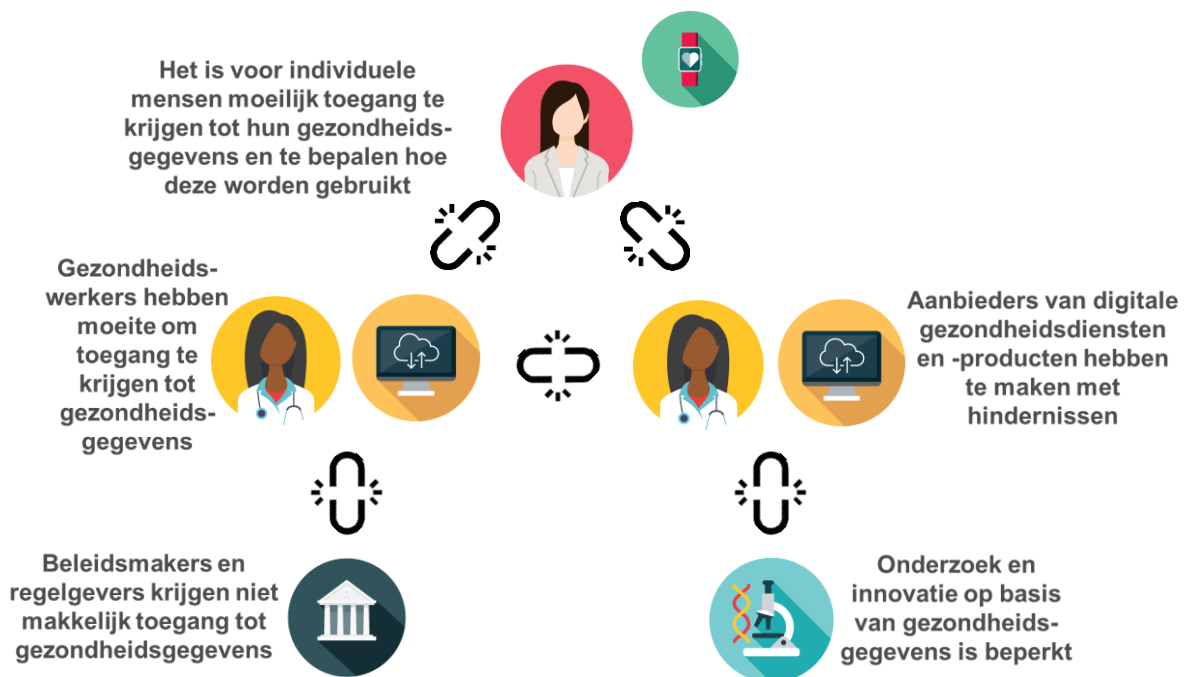 Het is voor individuele
mensen moeilijk toegang te
krijgen tot hun gezondheids-
gegevens en te bepalen hoe
deze worden gebruikt
Gezondheids-
werkers hebben
moeite om
toegang te
krijgen tot
gezondheids-
gegevens
Aanbieders van digitale
gezondheidsdiensten
en -producten hebben
te maken met
hindernissen
Beleidsmakers en
regelgevers krijgen niet
makkelijk toegang tot
gezondheidsgegevens
Onderzoek en
innovatie op basis
van gezondheids-
gegevens is beperkt